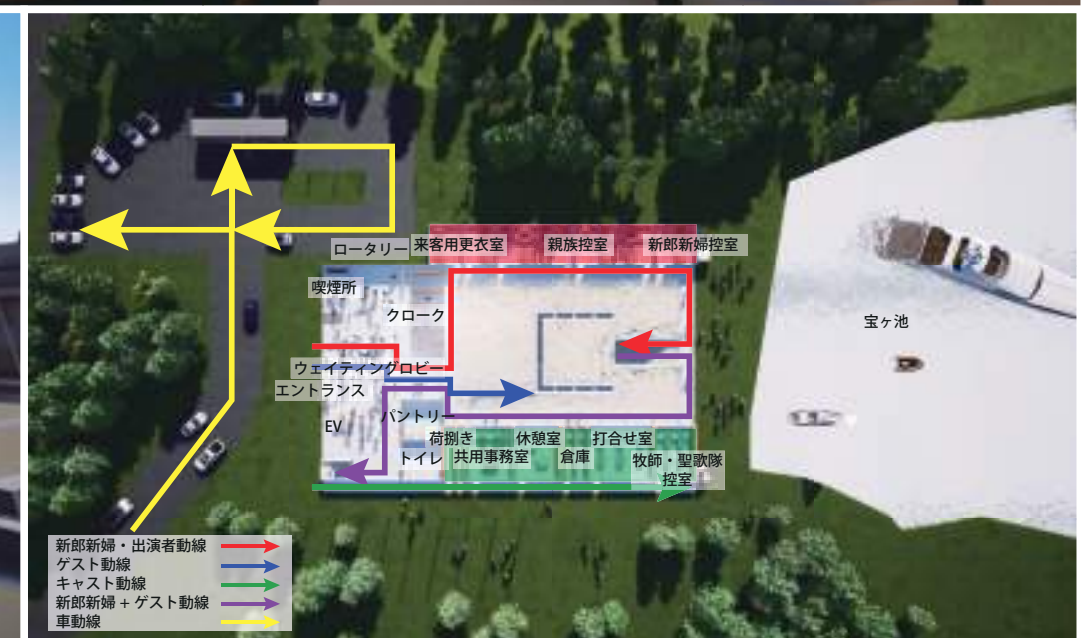 ロータリー
来客用更衣室
親族控室
新郎新婦控室
喫煙所
クローク
宝ヶ池
ウェイティングロビー
エントランス
EV
パントリー
荷捌き
休憩室
打合せ室
トイレ
共用事務室
倉庫
牧師・聖歌隊
控室
新郎新婦・出演者動線
ゲスト動線
キャスト動線
新郎新婦 + ゲスト動線
車動線